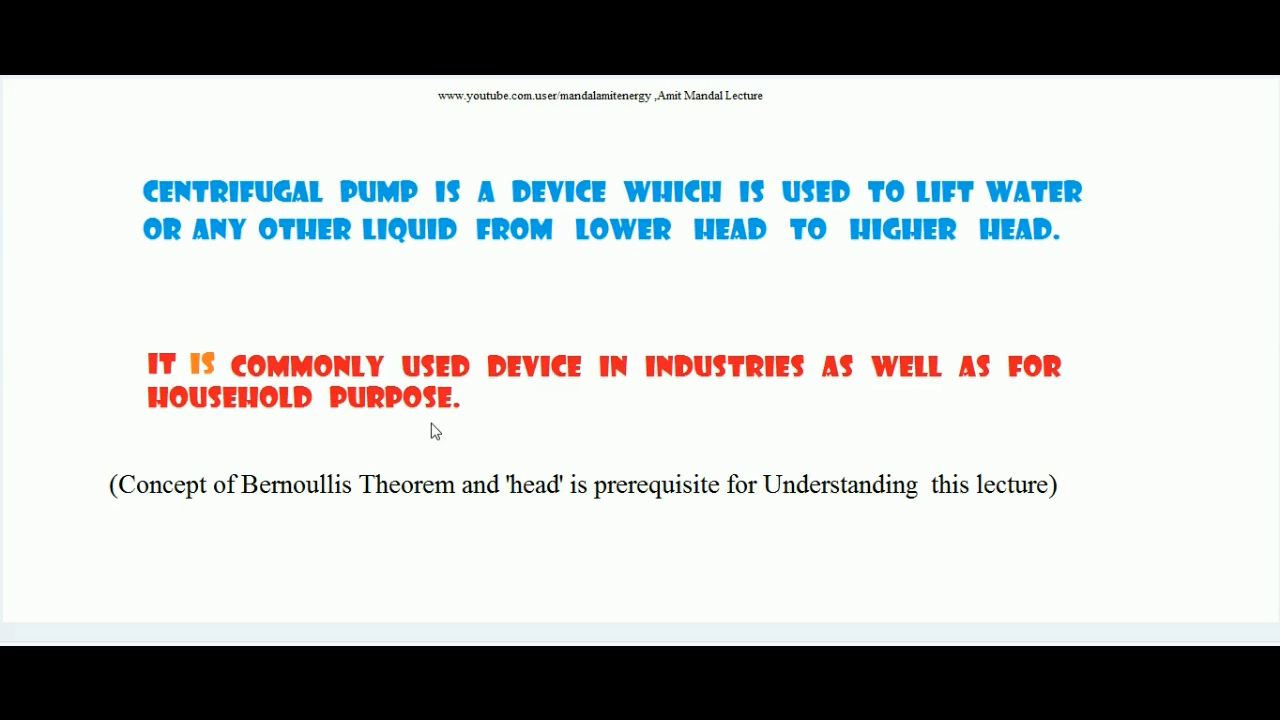 www.youtube.com.user/mandalamitenergy ,Amit Mandal Lecture
CENTRIFUGAL PUMP IS A DEVICE WHICH IS USED TO LIFT WATER
OR ANY OTHER LIQUID FROM LOWER HEAD TO HIGHER HEAD.
IT IS COMMONLY USED DEVICE IN INDUSTRIES AS WELL AS FOR
HOUSEHOLD PURPOSE.
(Concept of Bernoullis Theorem and 'head' is prerequisite for Understanding this lecture)